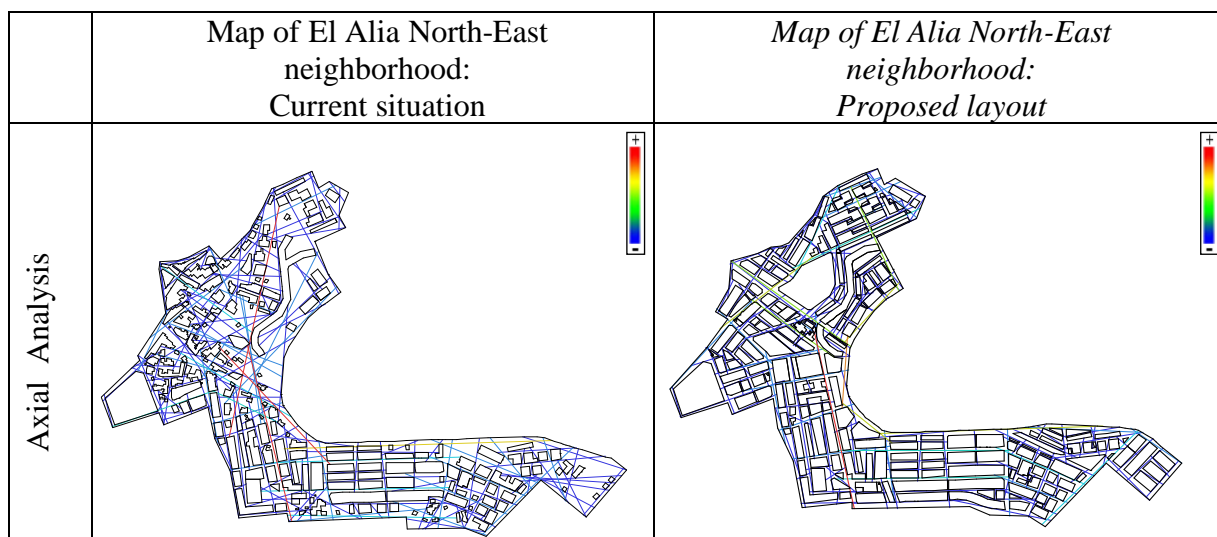 Map of El Alia North-East
neighborhood:
Current situation
Map of El Alia North-East
neighborhood:
Proposed layout
Axial Analysis
+
-
+
-